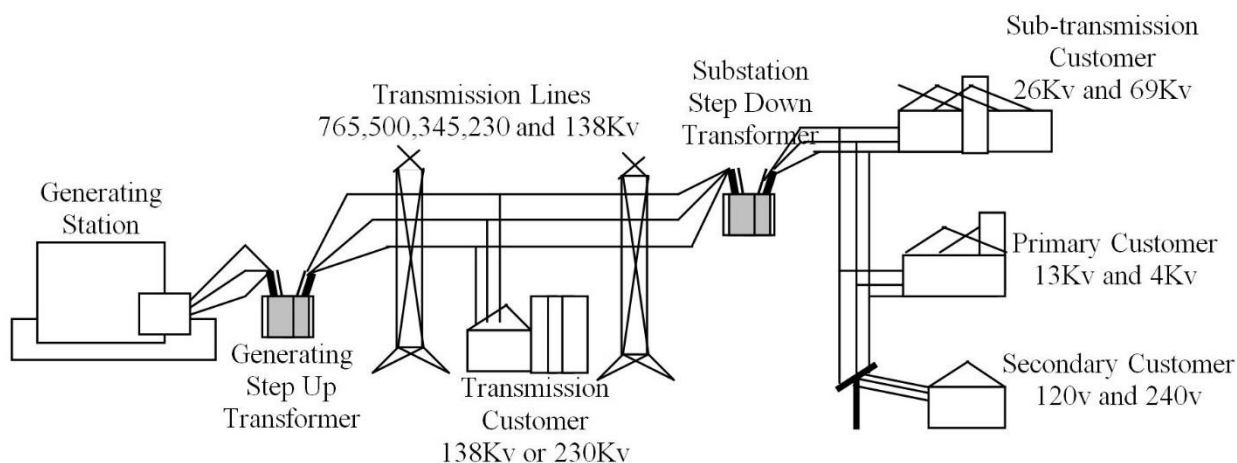 Generating
Station
Generating
Step Up
Transformer
Transmission Lines
765,500,345,230 and 138Kv
Transmission
Customer
138Kv or 230Kv
Substation
Step Down
Transformer
Sub-transmission
Customer
26Kv and 69Kv
Primary Customer
13Kv and 4Kv
Secondary Customer
120v and 240v